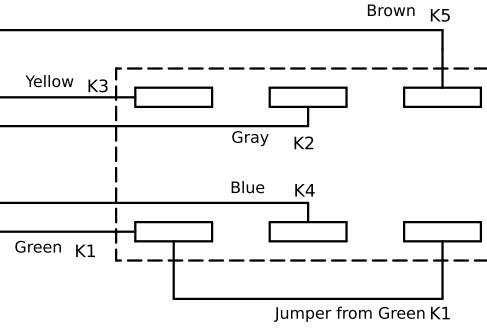 Brown K5
Yellow K3
Gray K2
Blue K4
Green K1
Jumper from Green K1